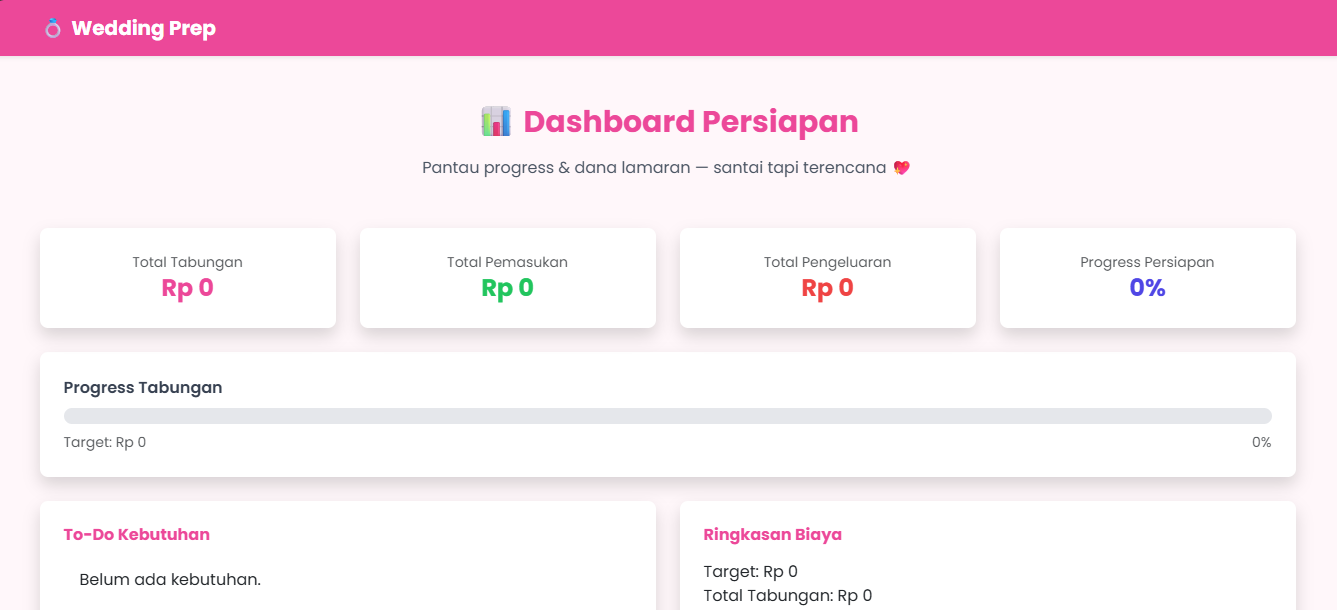 Wedding Prep
Dashboard Persiapan
Pantau progress & dana lamaran — santai tapi terencana 💖
Total Tabungan
Rp 0
Total Pemasukan
Rp 0
Total Pengeluaran
Rp 0
Progress Persiapan
0%
Progress Tabungan
Target: Rp 0
0%
To-Do Kebutuhan
Belum ada kebutuhan.
Ringkasan Biaya
Target: Rp 0
Total Tabungan: Rp 0